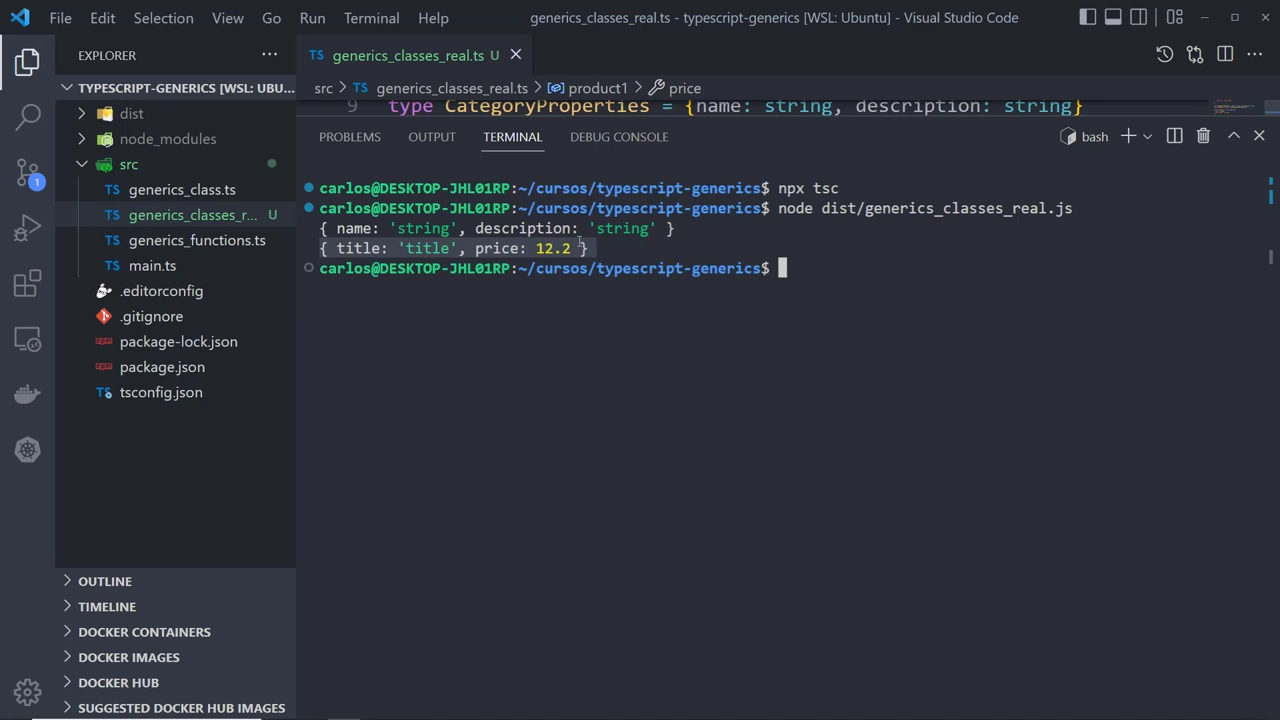 File Edit Selection View Go Run Terminal Help generics_classes_real.ts - typescript-generics [WSL: Ubuntu] - Visual Studio Code
EXPLORER
TYPESCRIPT-GENERICS [WSL: UBU...
dist
node_modules
src
generics_class.ts
generics_classes_r... U
generics_functions.ts
main.ts
.editorconfig
.gitignore
package-lock.json
package.json
tsconfig.json
OUTLINE
TIMELINE
DOCKER CONTAINERS
DOCKER IMAGES
DOCKER HUB
SUGGESTED DOCKER HUB IMAGES
1
TS generics_classes_real.ts U
src > TS generics_classes_real.ts > product1 > price
9 type CategoryProperties = {name: string, description: string}
PROBLEMS OUTPUT TERMINAL DEBUG CONSOLE bash
carlos@DESKTOP-JHL01RP:~/cursos/typescript-generics$ npx tsc
carlos@DESKTOP-JHL01RP:~/cursos/typescript-generics$ node dist/generics_classes_real.js
{ name: 'string', description: 'string' }
{ title: 'title', price: 12.2 }
carlos@DESKTOP-JHL01RP:~/cursos/typescript-generics$